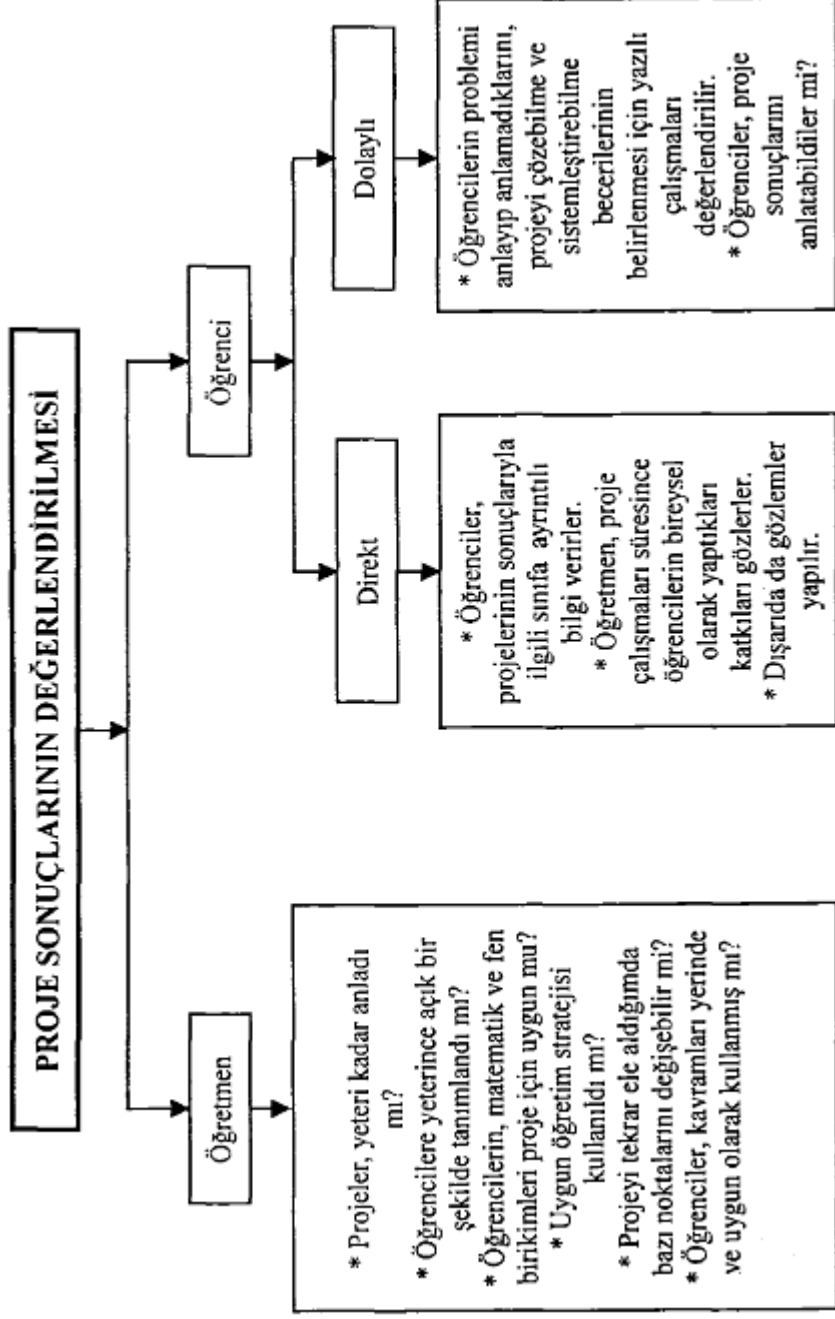 PROJE SONUÇLARININ DEĞERLENDİRİLMESİ
Öğretmen
* Projeler, yeteri kadar anladı
mı?
* Öğrencilere yeterince açık bir
şekilde tanımlandı mı?
* Öğrencilerin, matematik ve fen
birikimleri proje için uygun mu?
* Uygun öğretim stratejisi
kullanıldı mı?
* Projeyi tekrar ele aldığımda
bazı noktalarını değişebilir mi?
* Öğrenciler, kavramları yerinde
ve uygun olarak kullanmış mı?
Öğrenci
Direkt
* Öğrenciler,
projelerinin sonuçlarıyla
ilgili sınıfa ayrıntılı
bilgi verirler.
* Öğretmen, proje
çalışmaları süresince
öğrencilerin bireysel
olarak yaptıkları
katkıları gözlerler.
* Dışarıda da gözlemler
yapılır.
Dolaylı
* Öğrencilerin problemi
anlayıp anlamadıklarını,
projeyi çözebilme ve
sistemleştirebilme
becerilerinin
belirlenmesi için yazılı
çalışmaları
değerlendirilir.
* Öğrenciler, proje
sonuçlarını
anlatabildiler mi?